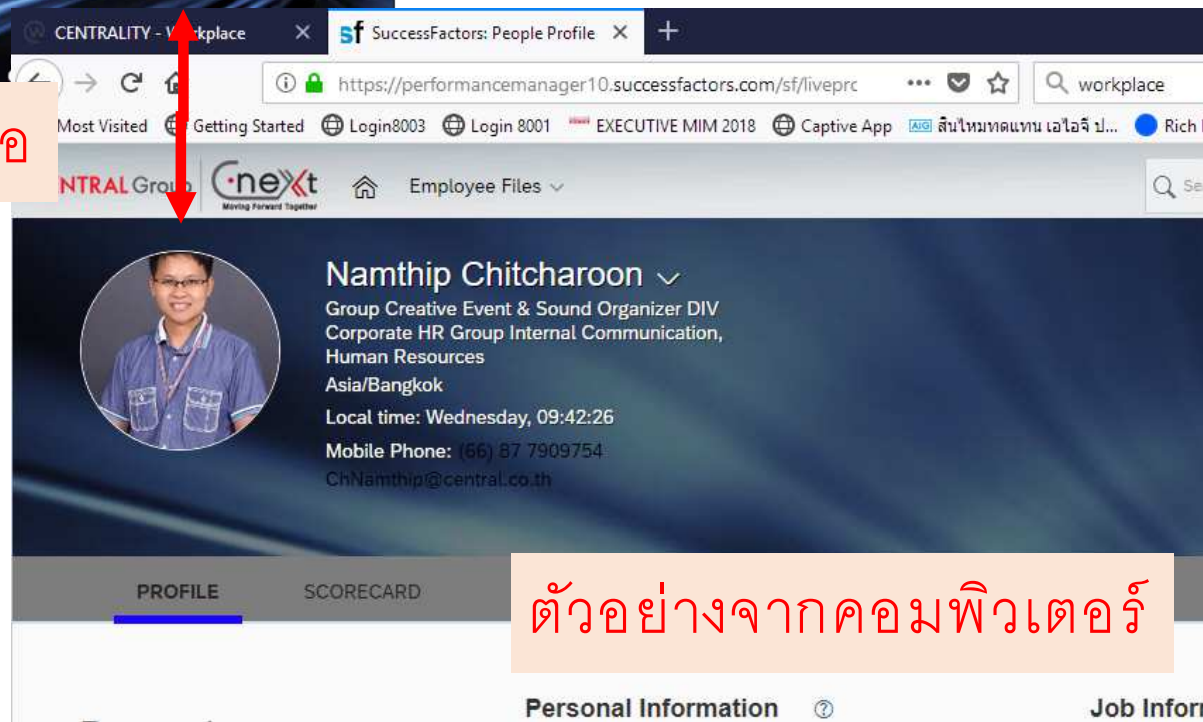 CENTRALITY - Workplace
SuccessFactors: People Profile
https://performancemanager10.successfactors.com/sf/liveprc
workplace
Most Visited Getting Started Login8003 Login 8001 EXECUTIVE MIM 2018 Captive App AIG สินไหมทดแทน เอไอจี ป... Rich
อ
CENTRAL Group C·neXt Employee Files
Moving Forward Together
Namthip Chitcharoon
Group Creative Event & Sound Organizer DIV
Corporate HR Group Internal Communication,
Human Resources
Asia/Bangkok
Local time: Wednesday, 09:42:26
Mobile Phone: (66) 87 7909754
ChNamthip@central.co.th
PROFILE SCORECARD
ตัวอย่างจากคอมพิวเตอร์
Personal Information Job Infor